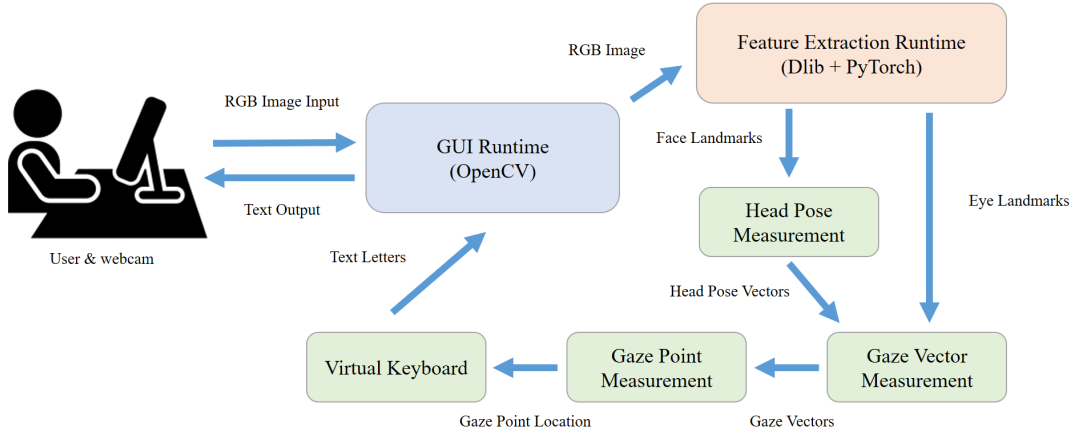 RGB Image Input
Text Output
User & webcam
GUI Runtime
(OpenCV)
RGB Image
Feature Extraction Runtime
(Dlib + PyTorch)
Face Landmarks
Eye Landmarks
Head Pose
Measurement
Head Pose Vectors
Gaze Vector
Measurement
Gaze Vectors
Gaze Point
Measurement
Gaze Point Location
Virtual Keyboard
Text Letters